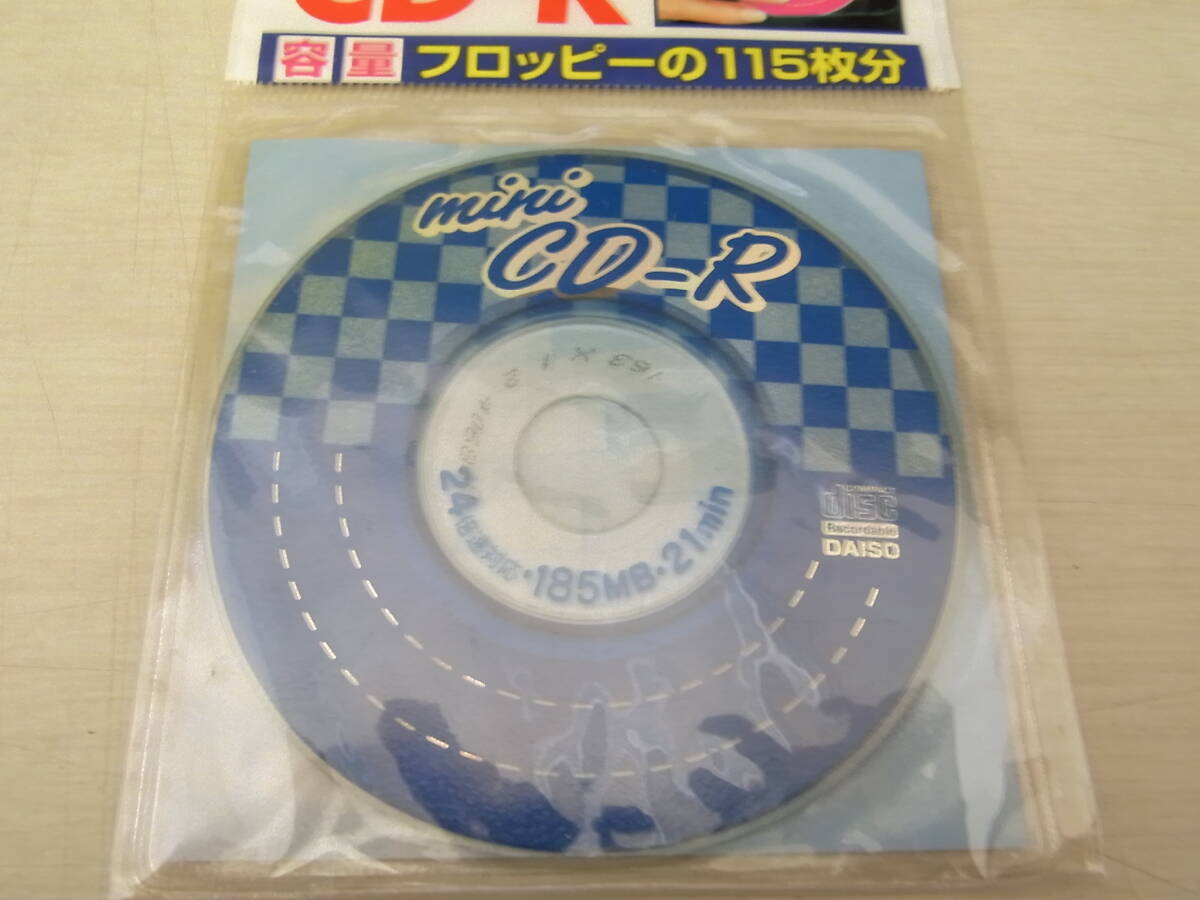 CD-R
容量 フロッピーの115枚分
mini
CD-R
24倍速対応・185MB・21min
COMPACT
disc
Recordable
DAISO